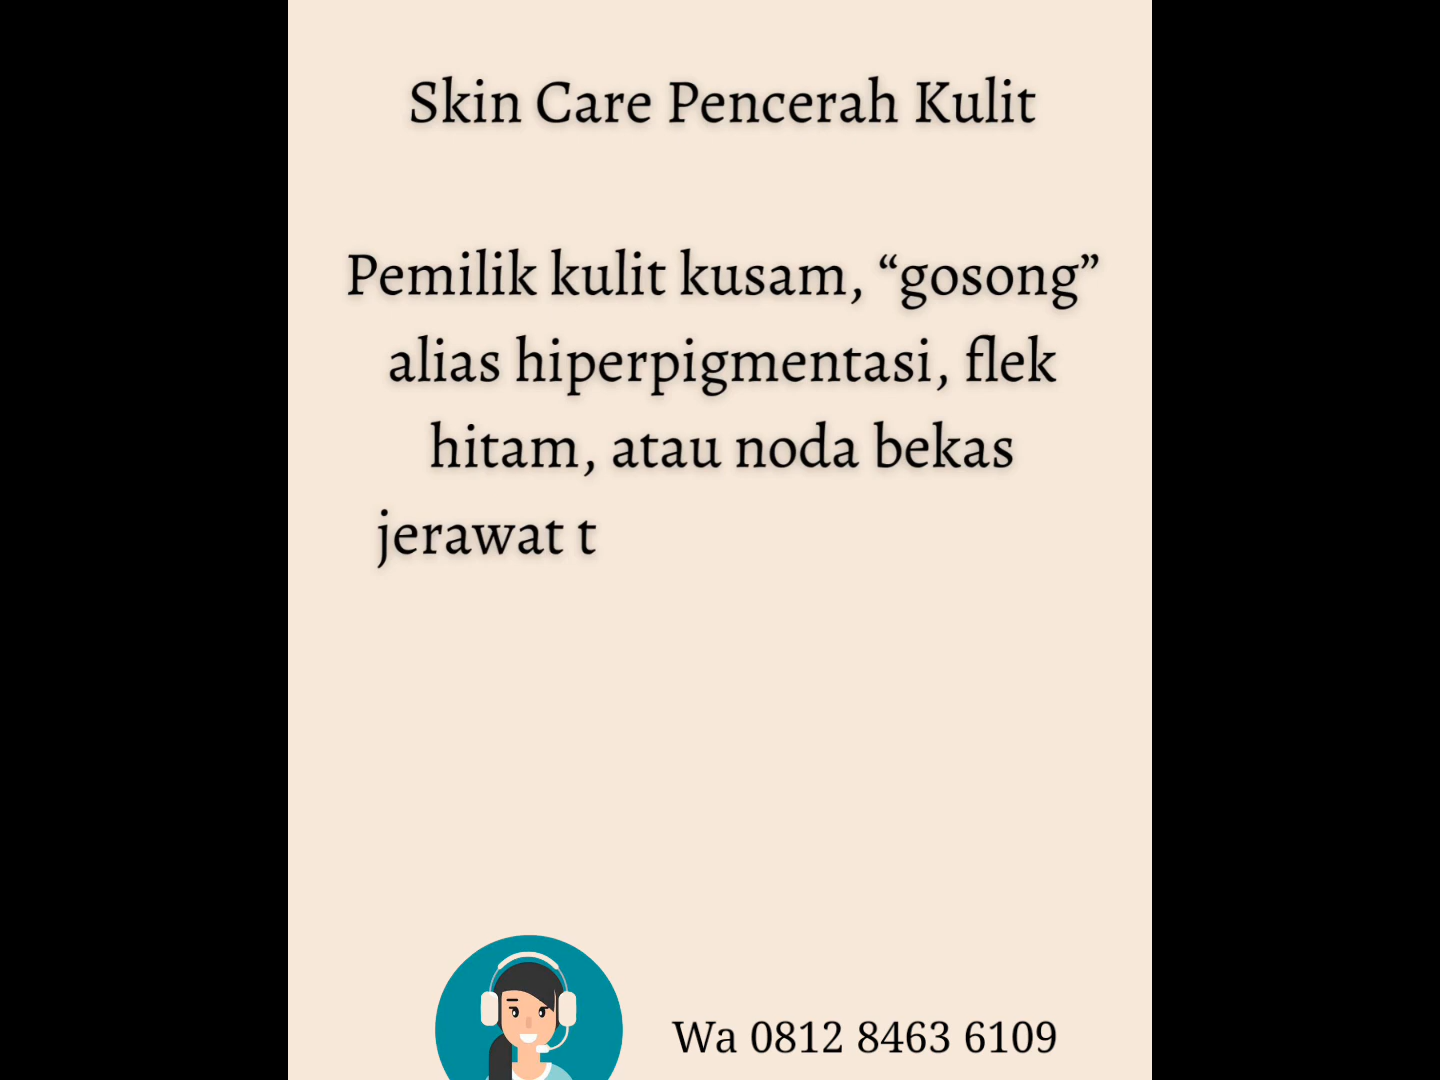 Skin Care Pencerah Kulit
Pemilik kulit kusam, “gosong”
alias hiperpigmentasi, flek
hitam, atau noda bekas
jerawat t
Wa 0812 8463 6109